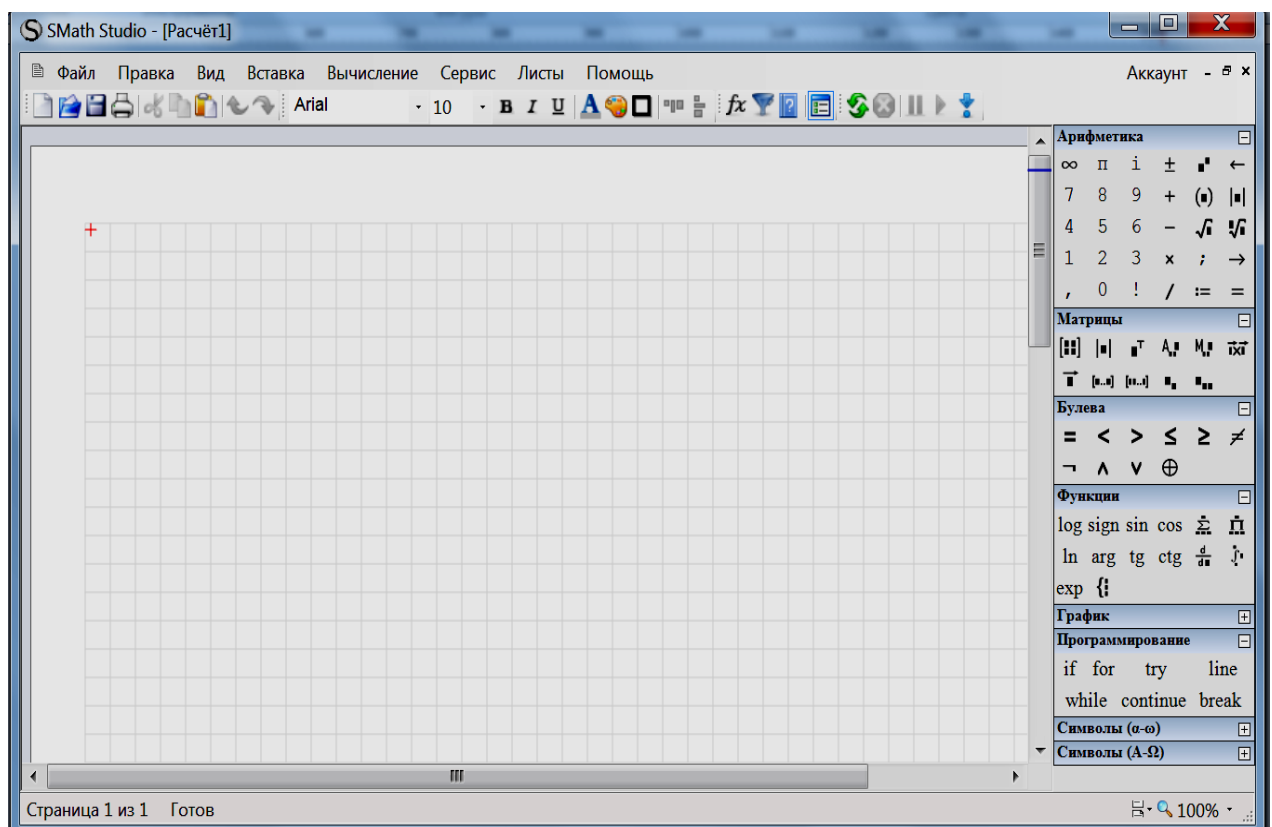 SMath Studio - [Расчёт1]
Файл Правка Вид Вставка Вычисление Сервис Листы Помощь Аккаунт
Arial 10 B I U A fx
Арифметика
∞ π i ±
7 8 9 +
4 5 6 −
1 2 3 × ; →
, 0 ! / := =
Матрицы
Булева
= < > ≤ ≥ ≠
¬ ∧ ∨ ⊕
Функции
log sign sin cos
ln arg tg ctg
exp
График
Программирование
if for try line
while continue break
Символы (α-ω)
Символы (Α-Ω)
Страница 1 из 1 Готов 100%